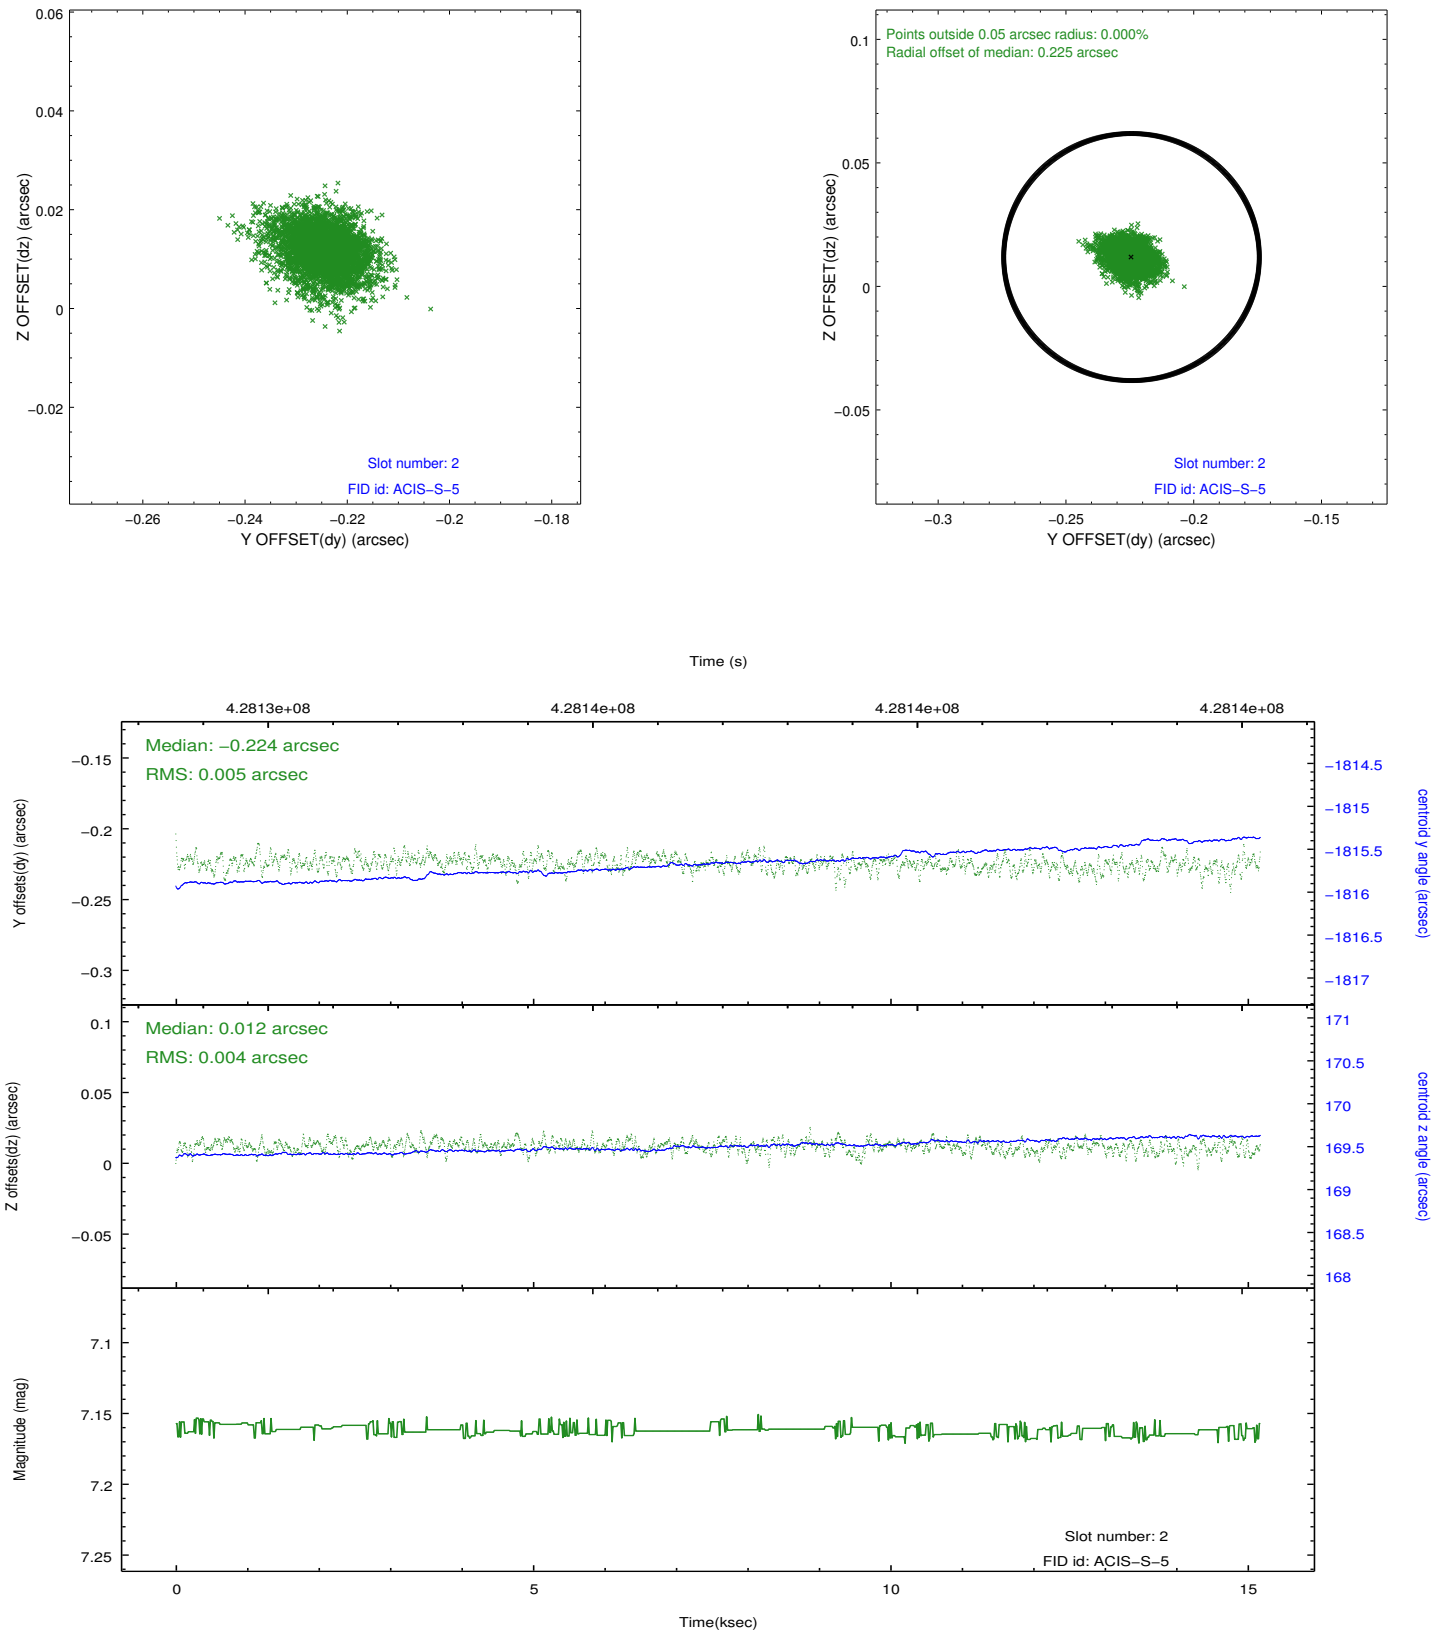 0.06
0.04
0.02
0
−0.02
Z OFFSET(dz) (arcsec)
Slot number: 2
FID id: ACIS−S−5
−0.26
−0.24
−0.22
−0.2
−0.18
Y OFFSET(dy) (arcsec)
Points outside 0.05 arcsec radius: 0.000%
Radial offset of median: 0.225 arcsec
0.1
0.05
0
−0.05
Z OFFSET(dz) (arcsec)
Slot number: 2
FID id: ACIS−S−5
−0.3
−0.25
−0.2
−0.15
Y OFFSET(dy) (arcsec)
Time (s)
4.2813e+08
4.2814e+08
4.2814e+08
4.2814e+08
Median: −0.224 arcsec
RMS: 0.005 arcsec
−0.15
−0.2
−0.25
−0.3
Y offsets(dy) (arcsec)
−1814.5
−1815
−1815.5
−1816
−1816.5
−1817
centroid y angle (arcsec)
Median: 0.012 arcsec
RMS: 0.004 arcsec
0.1
0.05
0
−0.05
Z offsets(dz) (arcsec)
171
170.5
170
169.5
169
168.5
168
centroid z angle (arcsec)
7.1
7.15
7.2
7.25
Magnitude (mag)
Slot number: 2
FID id: ACIS−S−5
0
5
10
15
Time(ksec)